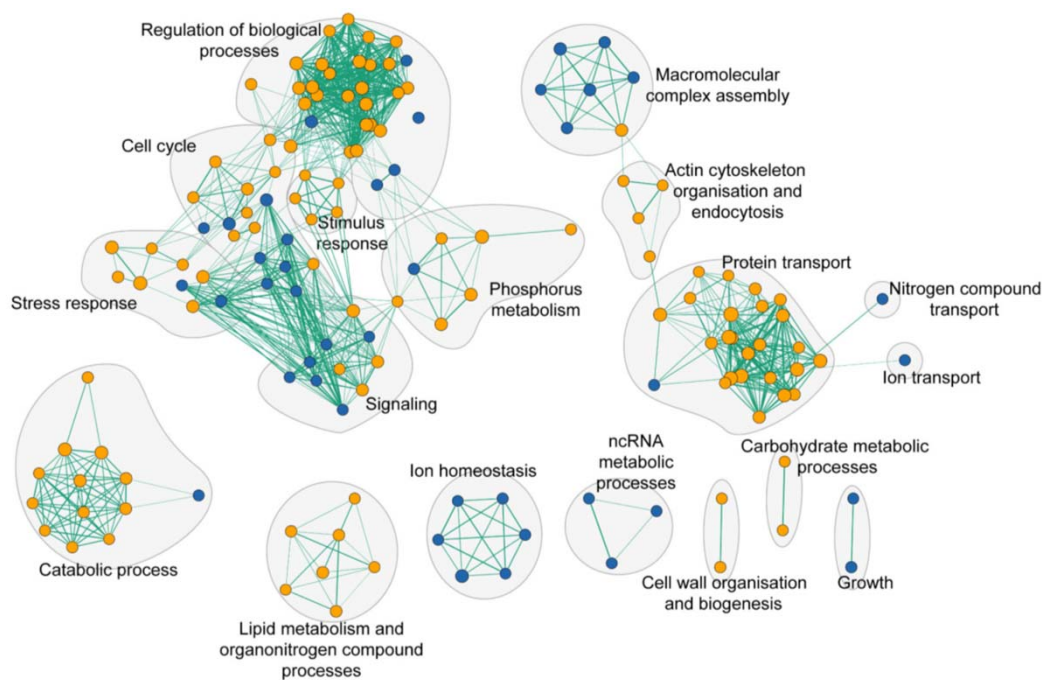 Regulation of biological
processes
Macromolecular
complex assembly
Cell cycle
Actin cytoskeleton
organisation and
endocytosis
Stimulus
response
Protein transport
Stress response
Phosphorus
metabolism
Nitrogen compound
transport
Ion transport
Signaling
Carbohydrate metabolic
processes
ncRNA
metabolic
processes
Ion homeostasis
Catabolic process
Cell wall organisation
and biogenesis
Growth
Lipid metabolism and
organonitrogen compound
processes